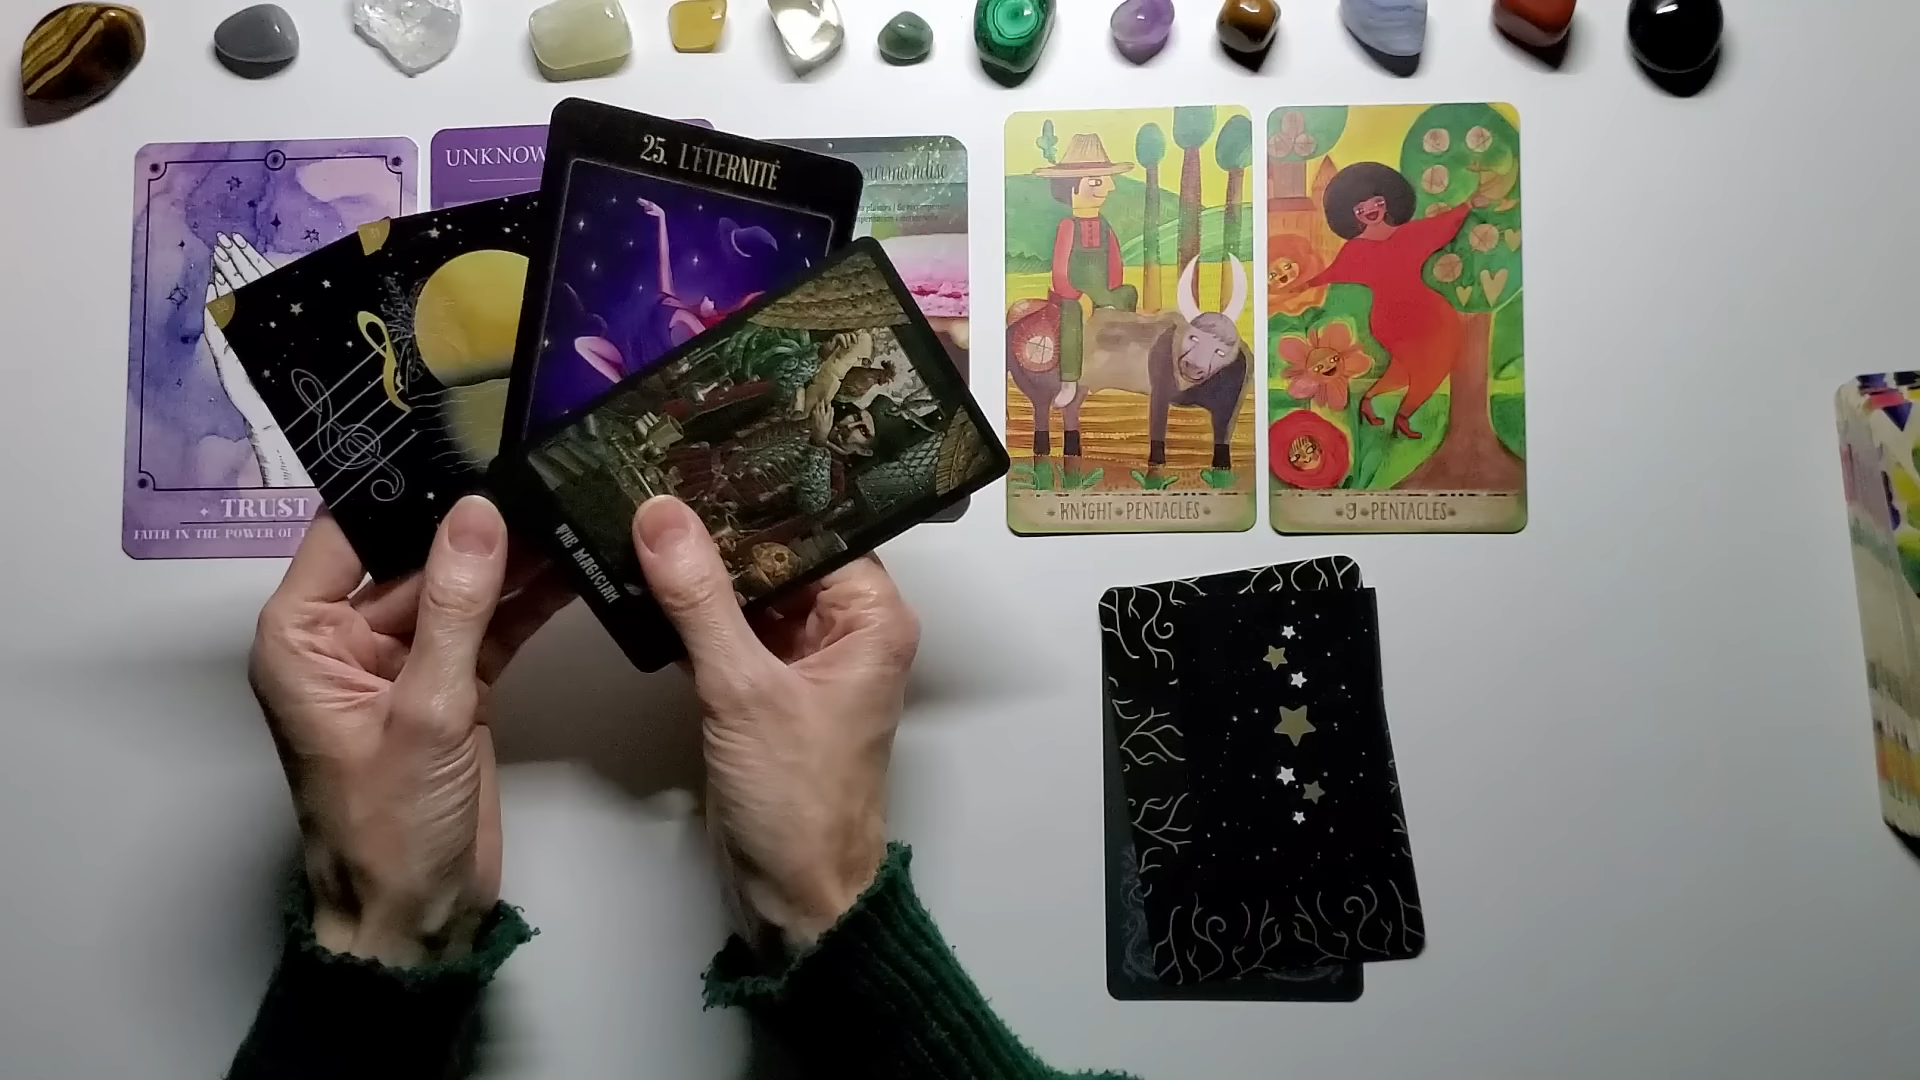 25. L'ÉTERNITÉ
UNKNOW
TRUST
FAITH IN THE POWER OF
THE MAGICIAN
KNIGHT PENTACLES
9 PENTACLES